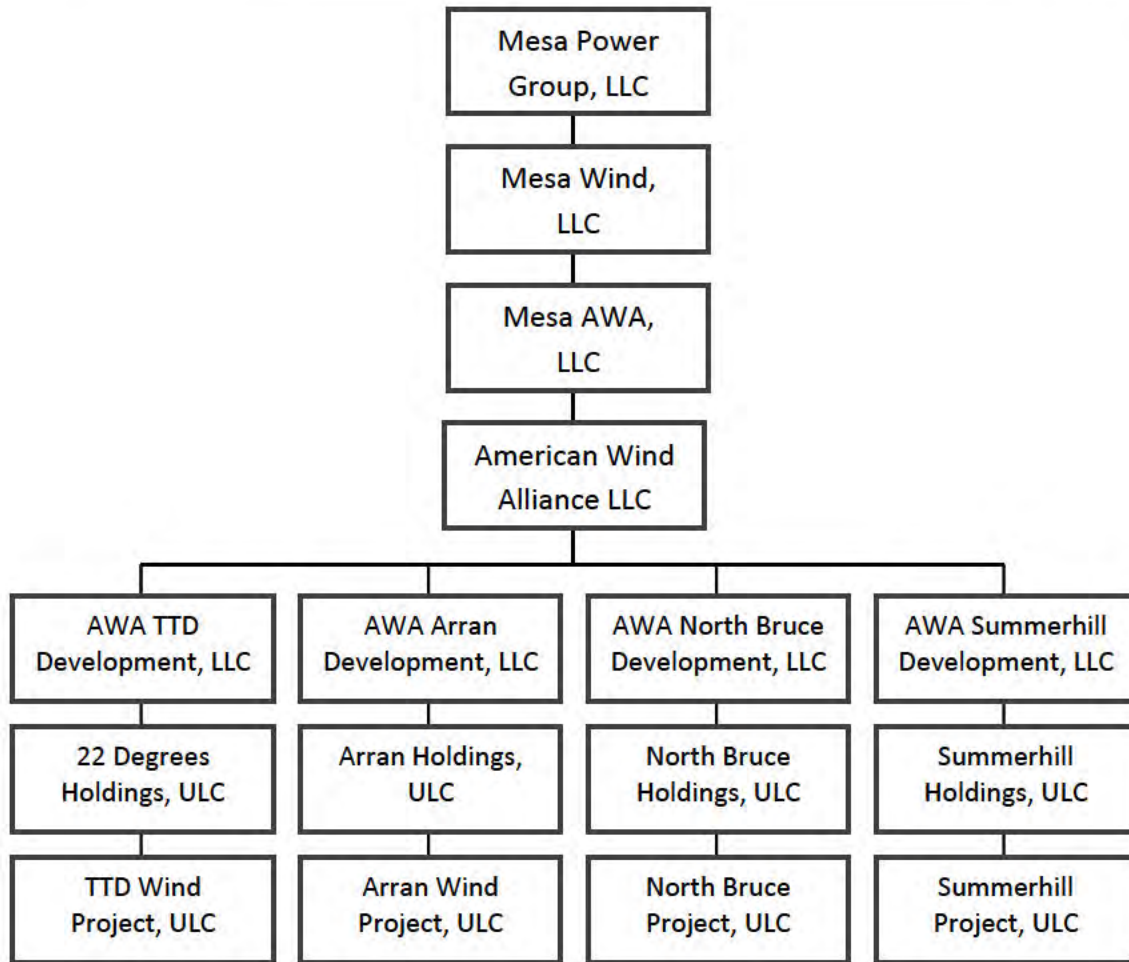 Mesa Power
Group, LLC
Mesa Wind,
LLC
Mesa AWA,
LLC
American Wind
Alliance LLC
AWA TTD
Development, LLC
AWA Arran
Development, LLC
AWA North Bruce
Development, LLC
AWA Summerhill
Development, LLC
22 Degrees
Holdings, ULC
Arran Holdings,
ULC
North Bruce
Holdings, ULC
Summerhill
Holdings, ULC
TTD Wind
Project, ULC
Arran Wind
Project, ULC
North Bruce
Project, ULC
Summerhill
Project, ULC